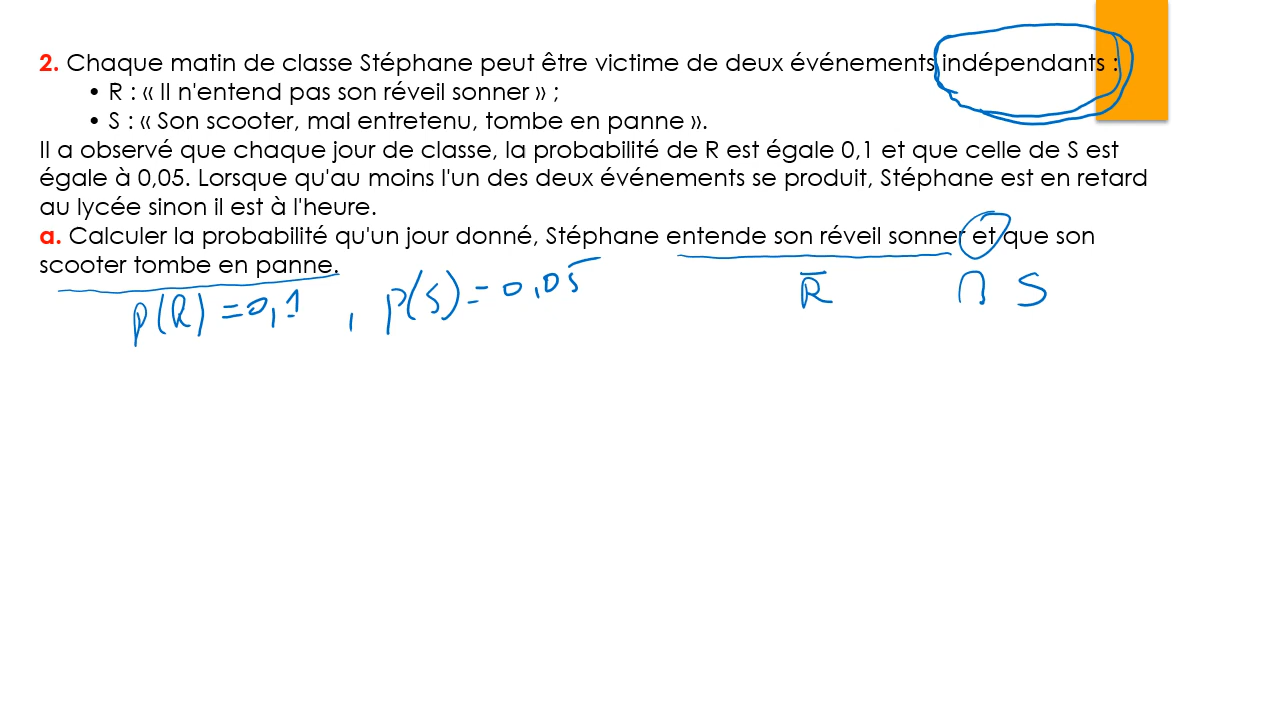 2. Chaque matin de classe Stéphane peut être victime de deux événements indépendants :
• R : « Il n'entend pas son réveil sonner » ;
• S : « Son scooter, mal entretenu, tombe en panne ».
Il a observé que chaque jour de classe, la probabilité de R est égale 0,1 et que celle de S est
égale à 0,05. Lorsque qu'au moins l'un des deux événements se produit, Stéphane est en retard
au lycée sinon il est à l'heure.
a. Calculer la probabilité qu'un jour donné, Stéphane entende son réveil sonner et que son
scooter tombe en panne.
p(R) = 0,1 , p(S) = 0,05 R̅ ∩ S